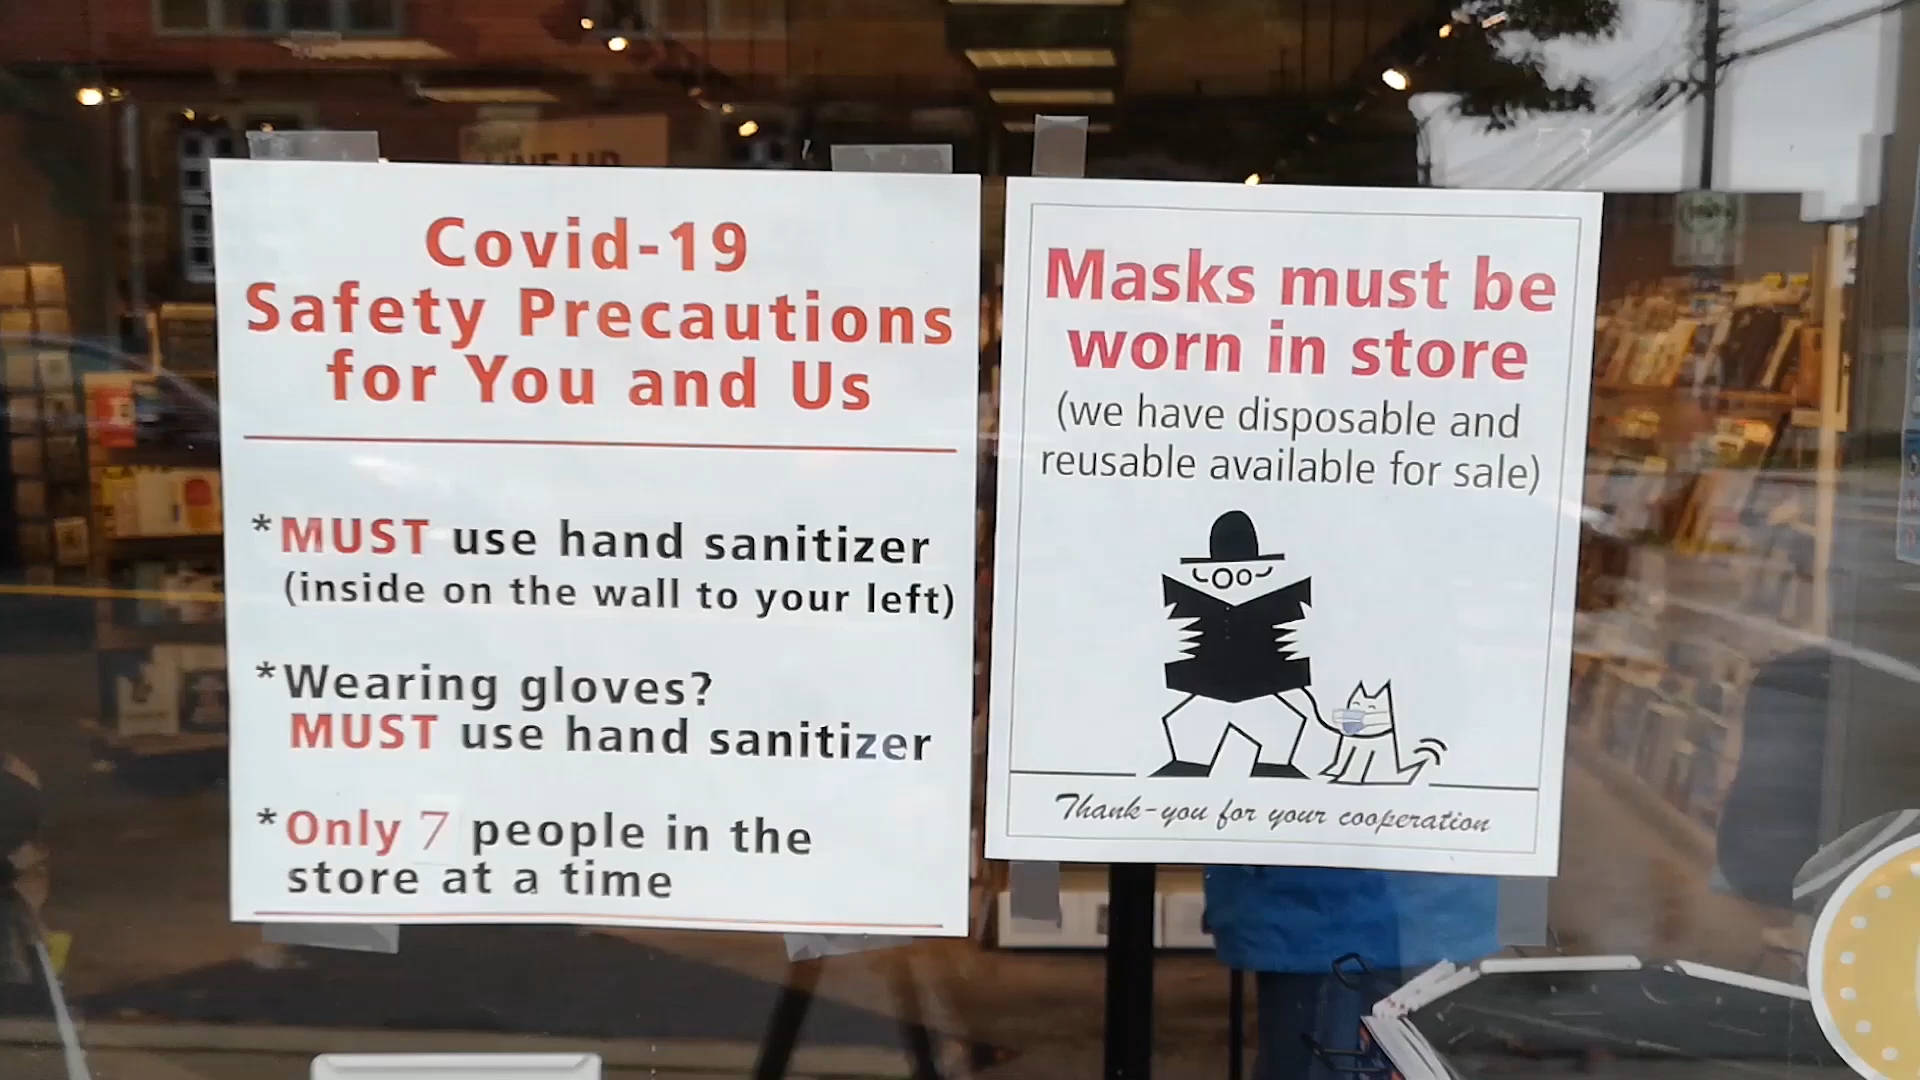 Covid-19
Safety Precautions
for You and Us
*MUST use hand sanitizer
(inside on the wall to your left)
*Wearing gloves?
MUST use hand sanitizer
*Only 7 people in the
store at a time
Masks must be
worn in store
(we have disposable and
reusable available for sale)
Thank-you for your cooperation